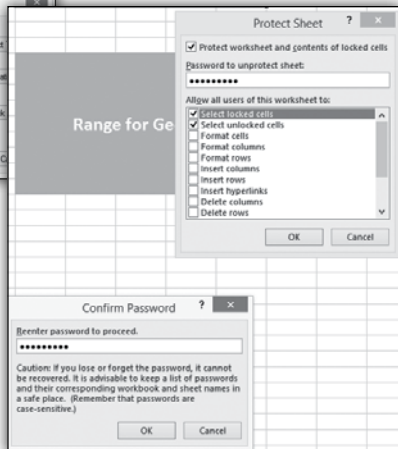 Protect Sheet
?
Protect worksheet and contents of locked cells
Password to unprotect sheet:
•••••••••
Allow all users of this worksheet to:
Select locked cells
Select unlocked cells
Format cells
Format columns
Format rows
Insert columns
Insert rows
Insert hyperlinks
Delete columns
Delete rows
OK Cancel
Range for Ge
Confirm Password
?
Reenter password to proceed.
•••••••••
Caution: If you lose or forget the password, it cannot
be recovered. It is advisable to keep a list of passwords
and their corresponding workbook and sheet names in
a safe place. (Remember that passwords are
case-sensitive.)
OK Cancel